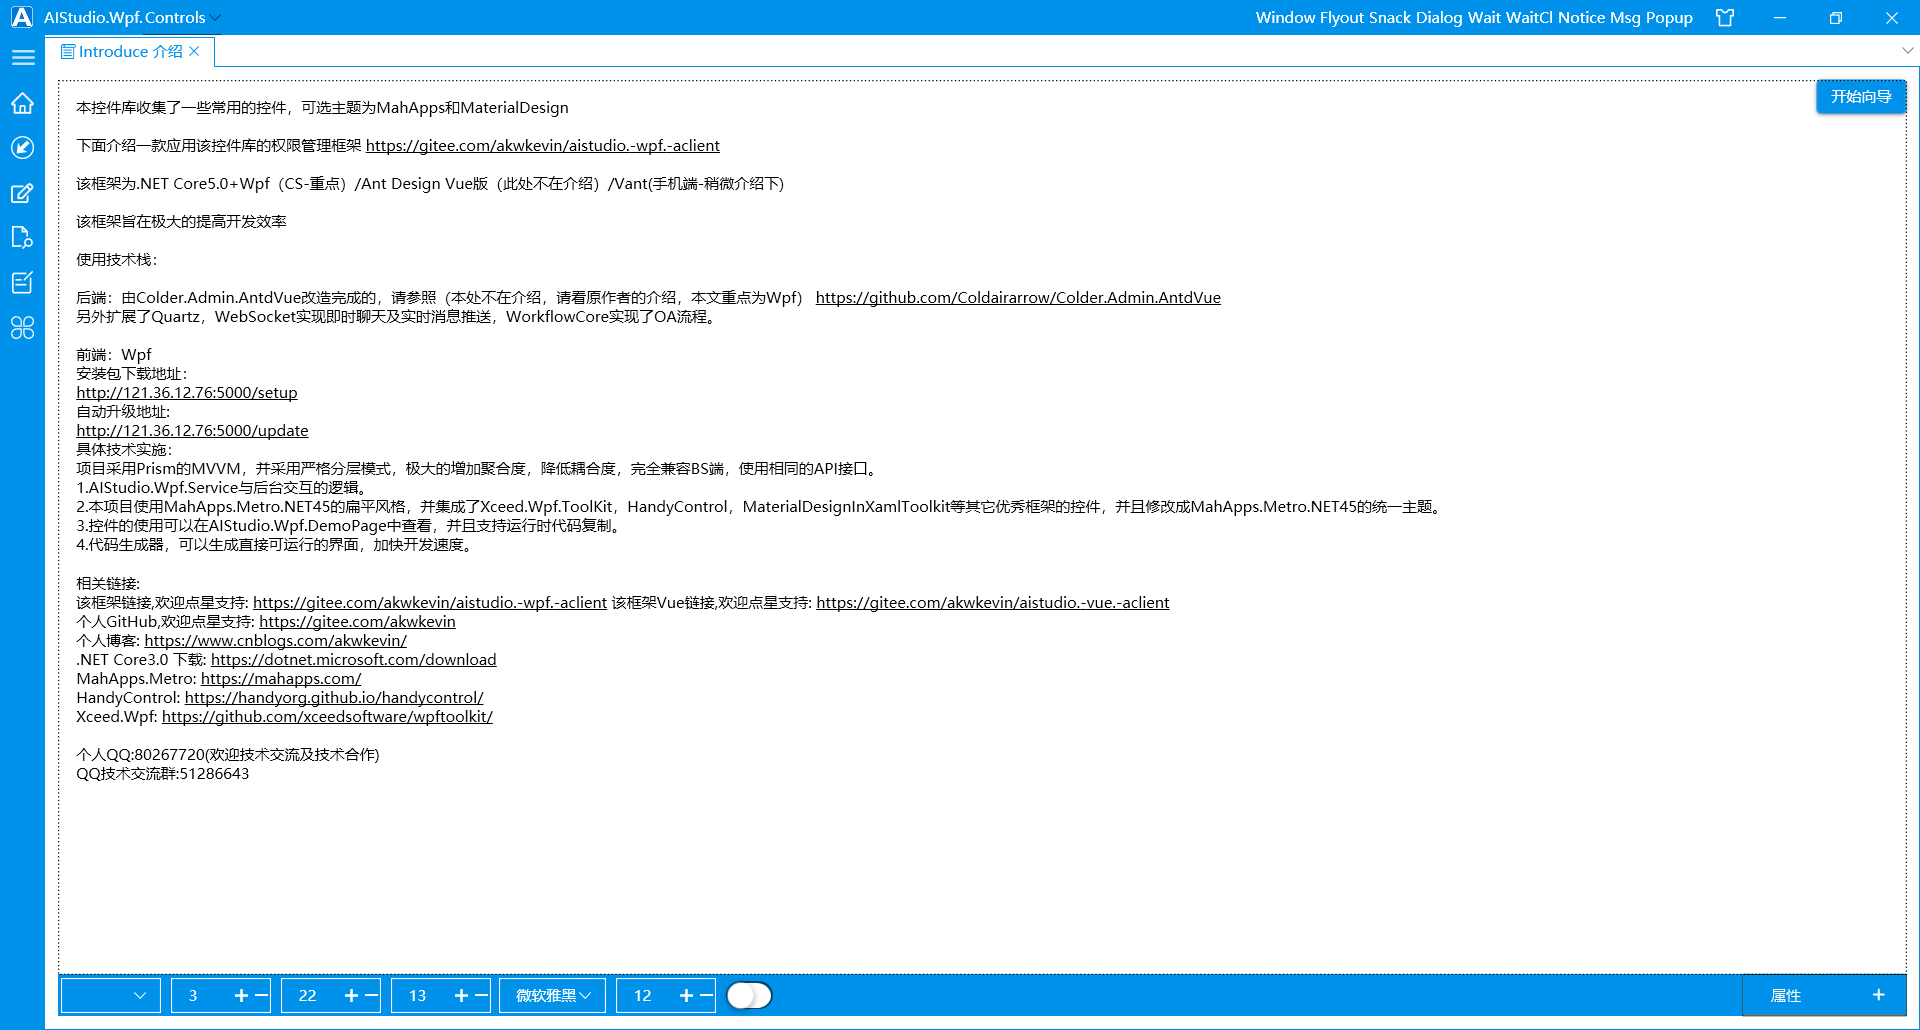 AIStudio.Wpf.Controls
Window Flyout Snack Dialog Wait WaitCl Notice Msg Popup
Introduce 介绍
开始向导
本控件库收集了一些常用的控件，可选主题为MahApps和MaterialDesign
下面介绍一款应用该控件库的权限管理框架 https://gitee.com/akwkevin/aistudio.-wpf.-aclient
该框架为.NET Core5.0+Wpf（CS-重点）/Ant Design Vue版（此处不在介绍）/Vant(手机端-稍微介绍下)
该框架旨在极大的提高开发效率
使用技术栈：
后端：由Colder.Admin.AntdVue改造完成的，请参照（本处不在介绍，请看原作者的介绍，本文重点为Wpf） https://github.com/Coldairarrow/Colder.Admin.AntdVue
另外扩展了Quartz，WebSocket实现即时聊天及实时消息推送，WorkflowCore实现了OA流程。
前端：Wpf
安装包下载地址：
http://121.36.12.76:5000/setup
自动升级地址:
http://121.36.12.76:5000/update
具体技术实施：
项目采用Prism的MVVM，并采用严格分层模式，极大的增加聚合度，降低耦合度，完全兼容BS端，使用相同的API接口。
1.AIStudio.Wpf.Service与后台交互的逻辑。
2.本项目使用MahApps.Metro.NET45的扁平风格，并集成了Xceed.Wpf.ToolKit，HandyControl，MaterialDesignInXamlToolkit等其它优秀框架的控件，并且修改成MahApps.Metro.NET45的统一主题。
3.控件的使用可以在AIStudio.Wpf.DemoPage中查看，并且支持运行时代码复制。
4.代码生成器，可以生成直接可运行的界面，加快开发速度。
相关链接:
该框架链接,欢迎点星支持: https://gitee.com/akwkevin/aistudio.-wpf.-aclient 该框架Vue链接,欢迎点星支持: https://gitee.com/akwkevin/aistudio.-vue.-aclient
个人GitHub,欢迎点星支持: https://gitee.com/akwkevin
个人博客: https://www.cnblogs.com/akwkevin/
.NET Core3.0 下载: https://dotnet.microsoft.com/download
MahApps.Metro: https://mahapps.com/
HandyControl: https://handyorg.github.io/handycontrol/
Xceed.Wpf: https://github.com/xceedsoftware/wpftoolkit/
个人QQ:80267720(欢迎技术交流及技术合作)
QQ技术交流群:51286643
3 22 13 微软雅黑 12 属性